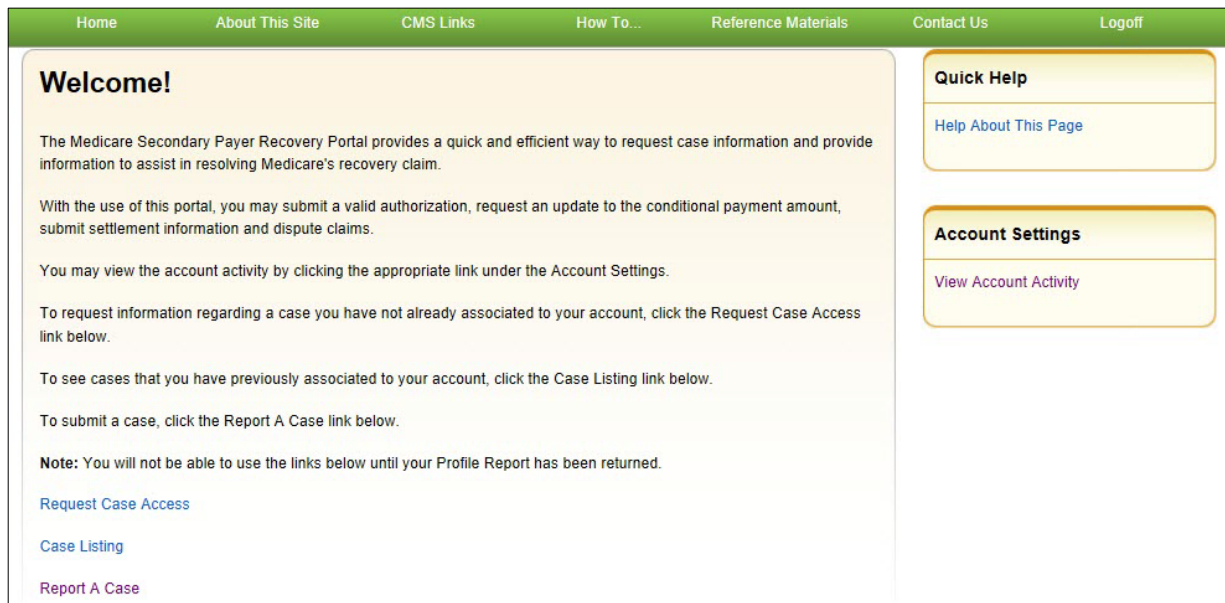 Home About This Site CMS Links How To... Reference Materials Contact Us Logoff
Welcome!
The Medicare Secondary Payer Recovery Portal provides a quick and efficient way to request case information and provide
information to assist in resolving Medicare's recovery claim.
With the use of this portal, you may submit a valid authorization, request an update to the conditional payment amount,
submit settlement information and dispute claims.
You may view the account activity by clicking the appropriate link under the Account Settings.
To request information regarding a case you have not already associated to your account, click the Request Case Access
link below.
To see cases that you have previously associated to your account, click the Case Listing link below.
To submit a case, click the Report A Case link below.
Note: You will not be able to use the links below until your Profile Report has been returned.
Request Case Access
Case Listing
Report A Case
Quick Help
Help About This Page
Account Settings
View Account Activity